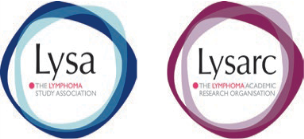 Lysa
THE LYMPHOMA
STUDY ASSOCIATION
Lysarc
THE LYMPHOMA ACADEMIC
RESEARCH ORGANISATION